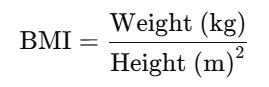 BMI = Weight (kg)
Height (m)²